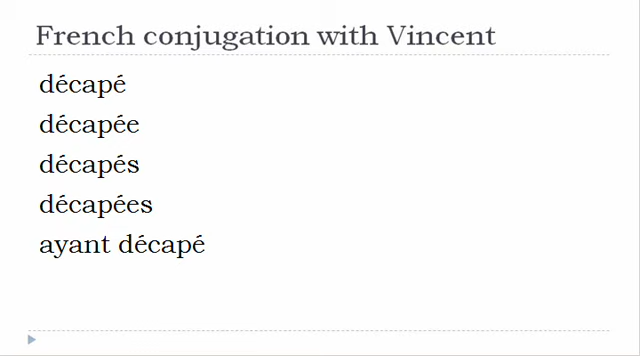 French conjugation with Vincent
décapé
décapée
décapés
décapées
ayant décapé